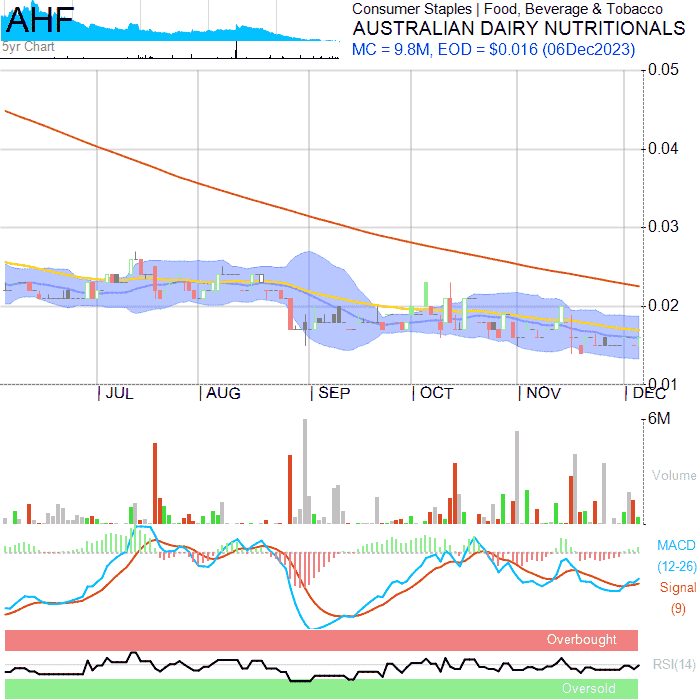 AHF
5yr Chart
Consumer Staples | Food, Beverage & Tobacco
AUSTRALIAN DAIRY NUTRITIONALS
MC = 9.8M, EOD = $0.016 (06Dec2023)
0.05
0.04
0.03
0.02
0.01
JUL
AUG
SEP
OCT
NOV
DEC
6M
Volume
MACD
(12-26)
Signal
(9)
Overbought
RSI(14)
Oversold